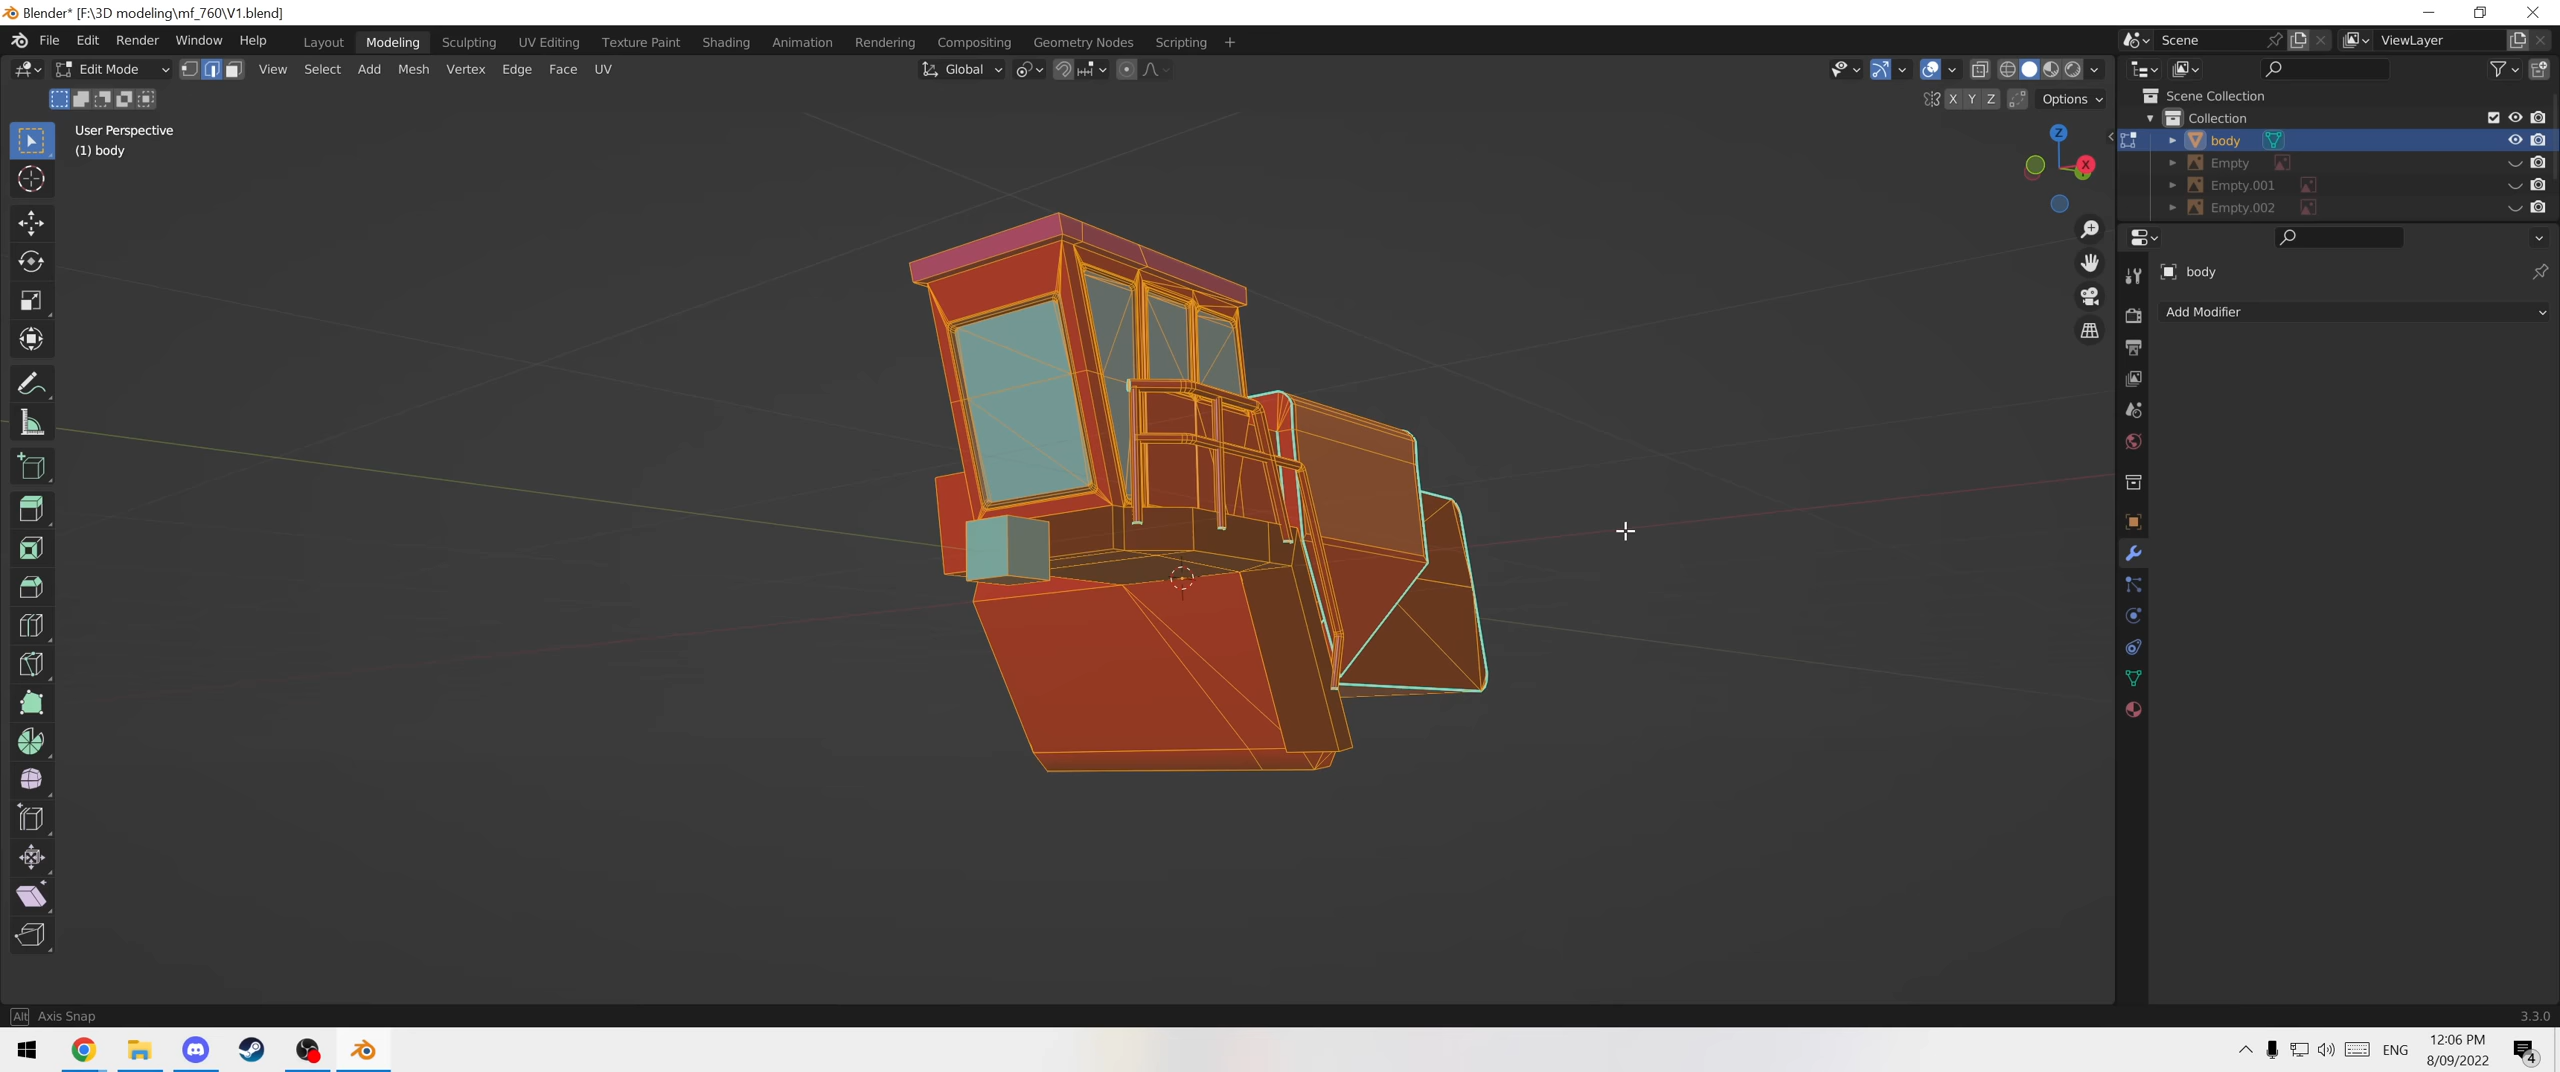 Blender* [F:\3D modeling\mf_760\V1.blend]
File Edit Render Window Help Layout Modeling Sculpting UV Editing Texture Paint Shading Animation Rendering Compositing Geometry Nodes Scripting + Scene ViewLayer
Edit Mode View Select Add Mesh Vertex Edge Face UV Global
X Y Z Options
User Perspective
(1) body
Z
X
Scene Collection
Collection
body
Empty
Empty.001
Empty.002
body
Add Modifier
Alt Axis Snap
3.3.0
ENG
12:06 PM
8/09/2022
4